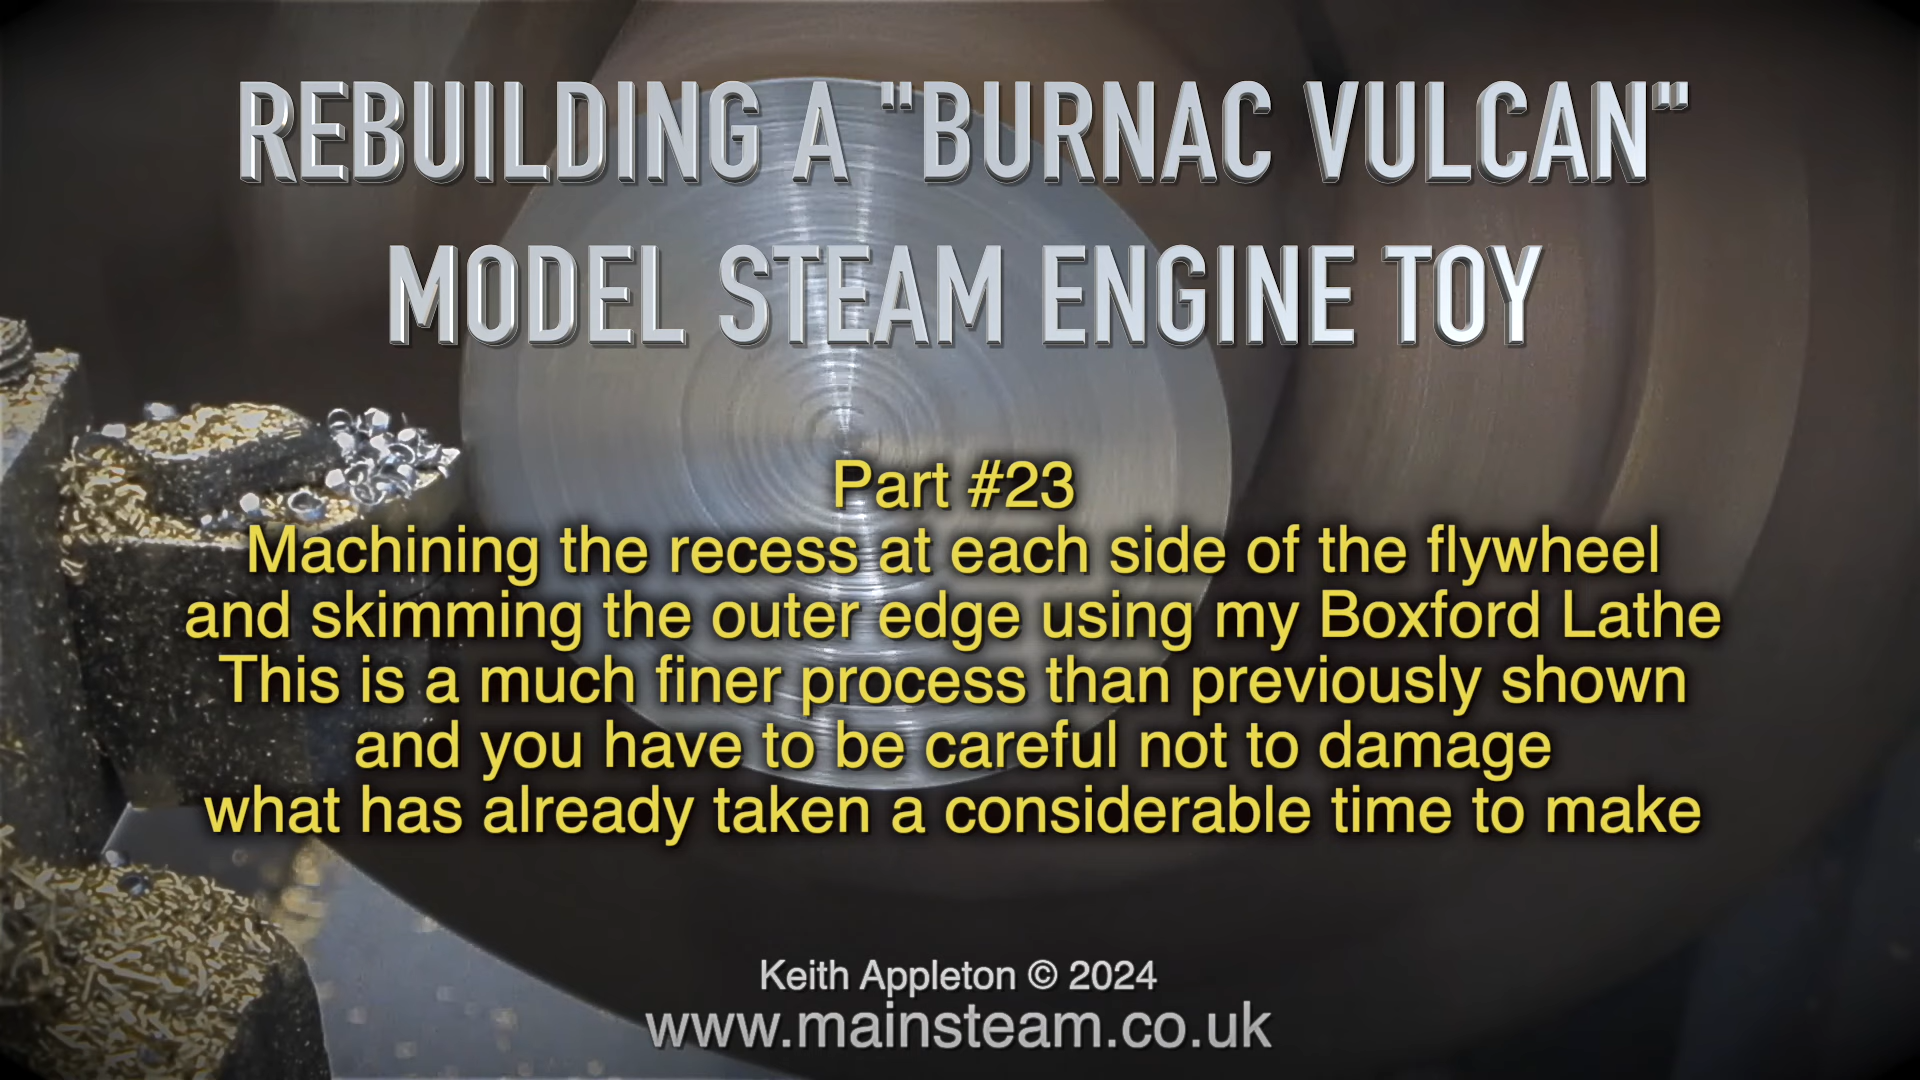 REBUILDING A "BURNAC VULCAN"
MODEL STEAM ENGINE TOY
Part #23
Machining the recess at each side of the flywheel
and skimming the outer edge using my Boxford Lathe
This is a much finer process than previously shown
and you have to be careful not to damage
what has already taken a considerable time to make
Keith Appleton © 2024
www.mainsteam.co.uk